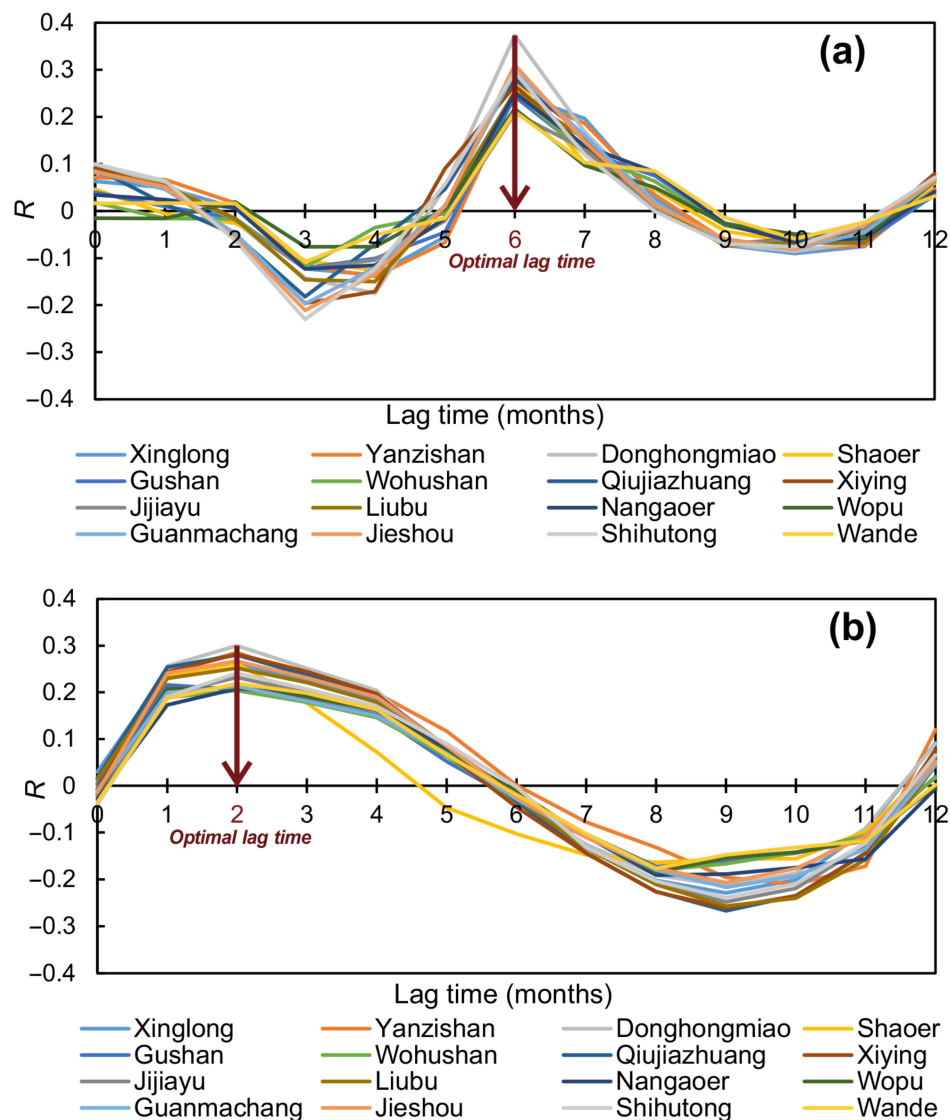 (a)
0.4
0.3
0.2
0.1
0
−0.1
−0.2
−0.3
−0.4
R
0 1 2 3 4 5 6 7 8 9 10 11 12
Optimal lag time
Lag time (months)
Xinglong Yanzishan Donghongmiao Shaoer
Gushan Wohushan Qiujiazhuang Xiying
Jijiayu Liubu Nangaoer Wopu
Guanmachang Jieshou Shihutong Wande
(b)
0.4
0.3
0.2
0.1
0
−0.1
−0.2
−0.3
−0.4
R
0 1 2 3 4 5 6 7 8 9 10 11 12
Optimal lag time
Lag time (months)
Xinglong Yanzishan Donghongmiao Shaoer
Gushan Wohushan Qiujiazhuang Xiying
Jijiayu Liubu Nangaoer Wopu
Guanmachang Jieshou Shihutong Wande